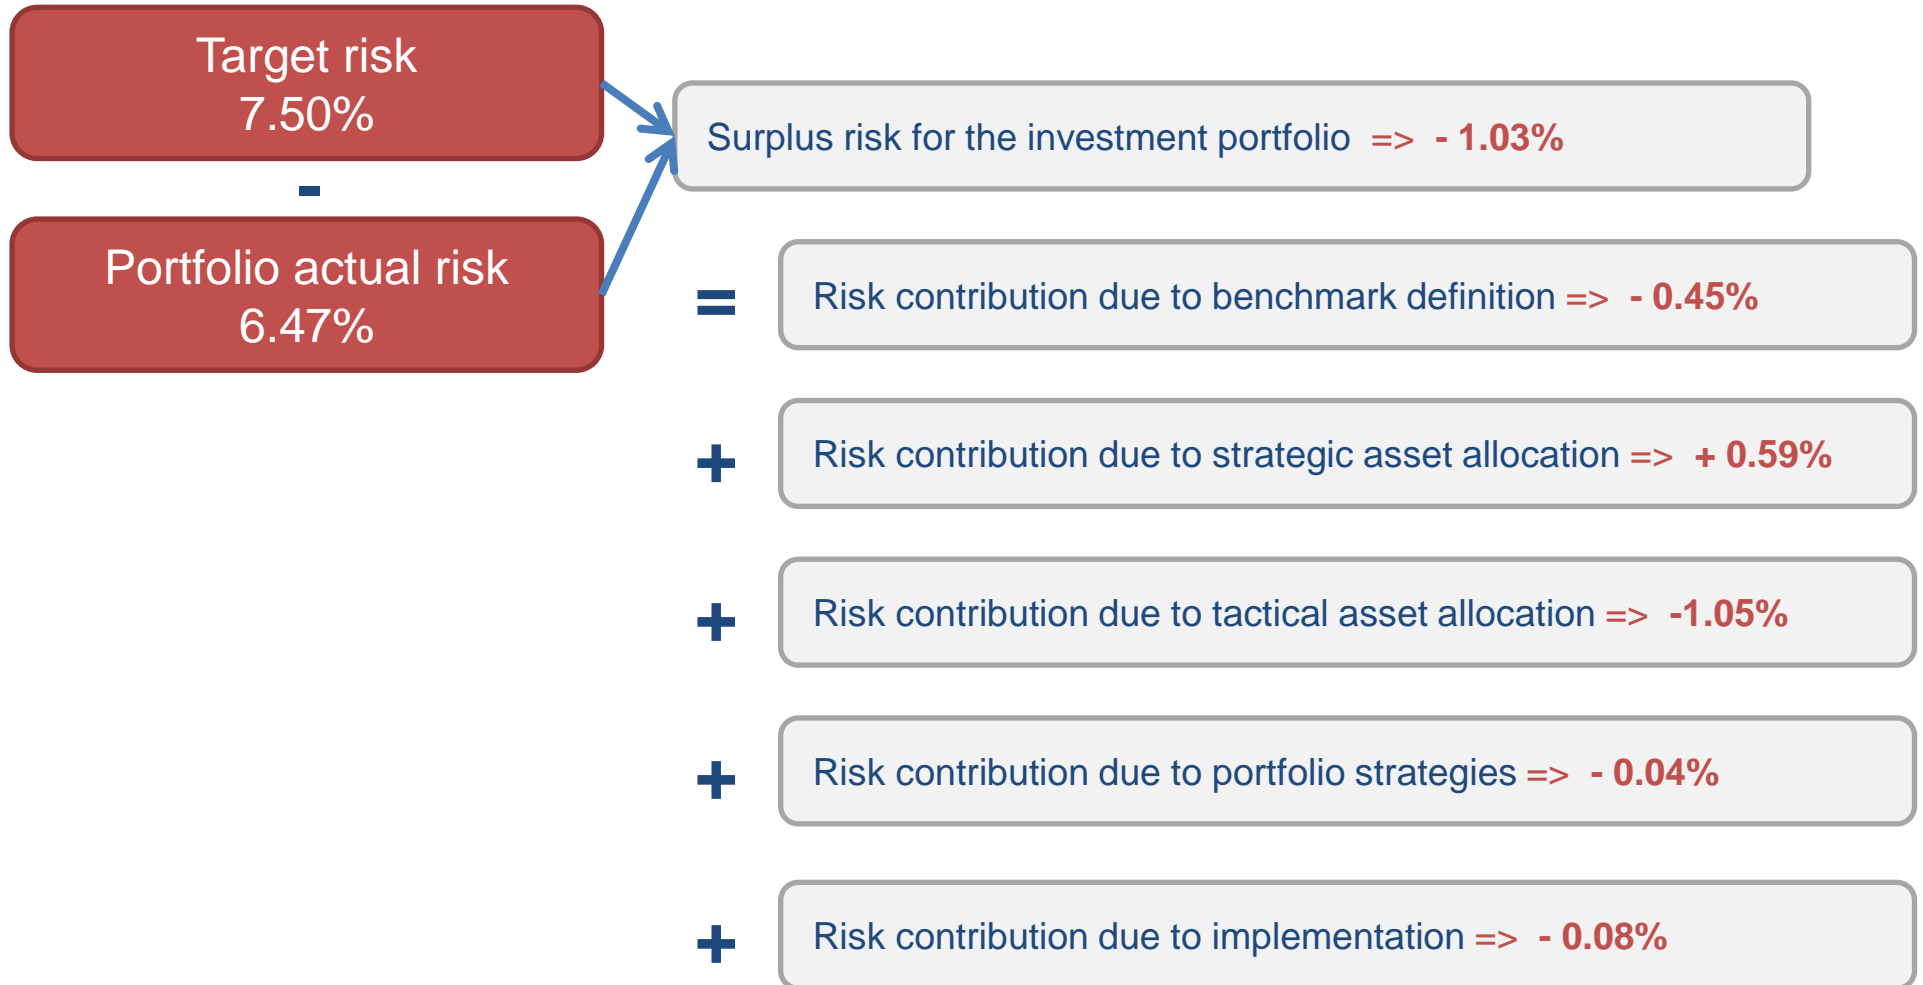 Target risk
7.50%
-
Portfolio actual risk
6.47%
Surplus risk for the investment portfolio => - 1.03%
=
Risk contribution due to benchmark definition => - 0.45%
+
Risk contribution due to strategic asset allocation => + 0.59%
+
Risk contribution due to tactical asset allocation => -1.05%
+
Risk contribution due to portfolio strategies => - 0.04%
+
Risk contribution due to implementation => - 0.08%